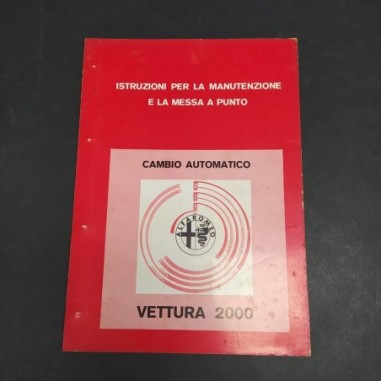 ISTRUZIONI PER LA MANUTENZIONE
E LA MESSA A PUNTO
CAMBIO AUTOMATICO
ALFA ROMEO
VETTURA 2000